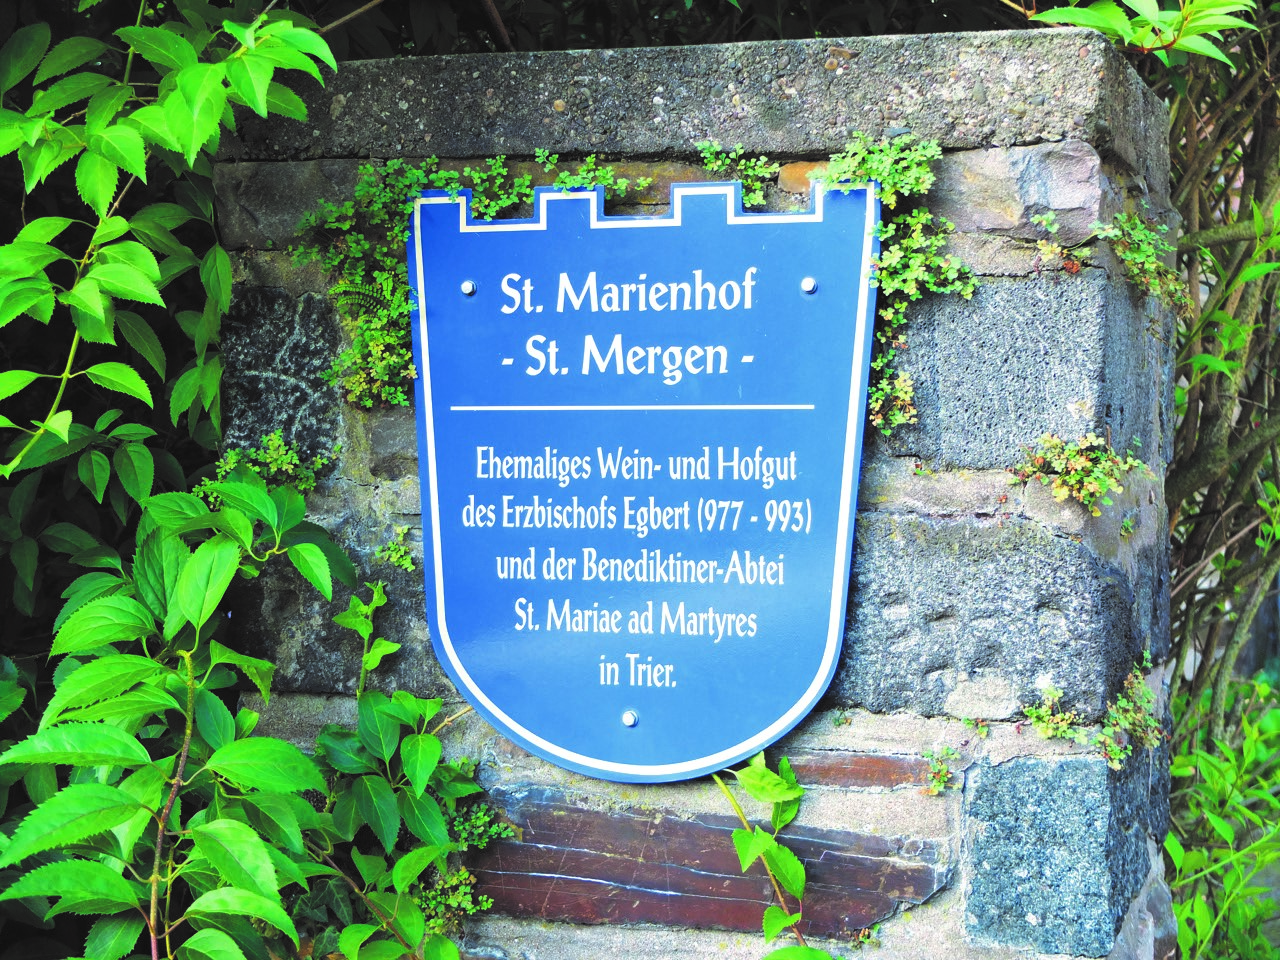 St. Marienhof
- St. Mergen -
Ehemaliges Wein- und Hofgut
des Erzbischofs Egbert (977 - 993)
und der Benediktiner-Abtei
St. Mariae ad Martyres
in Trier.